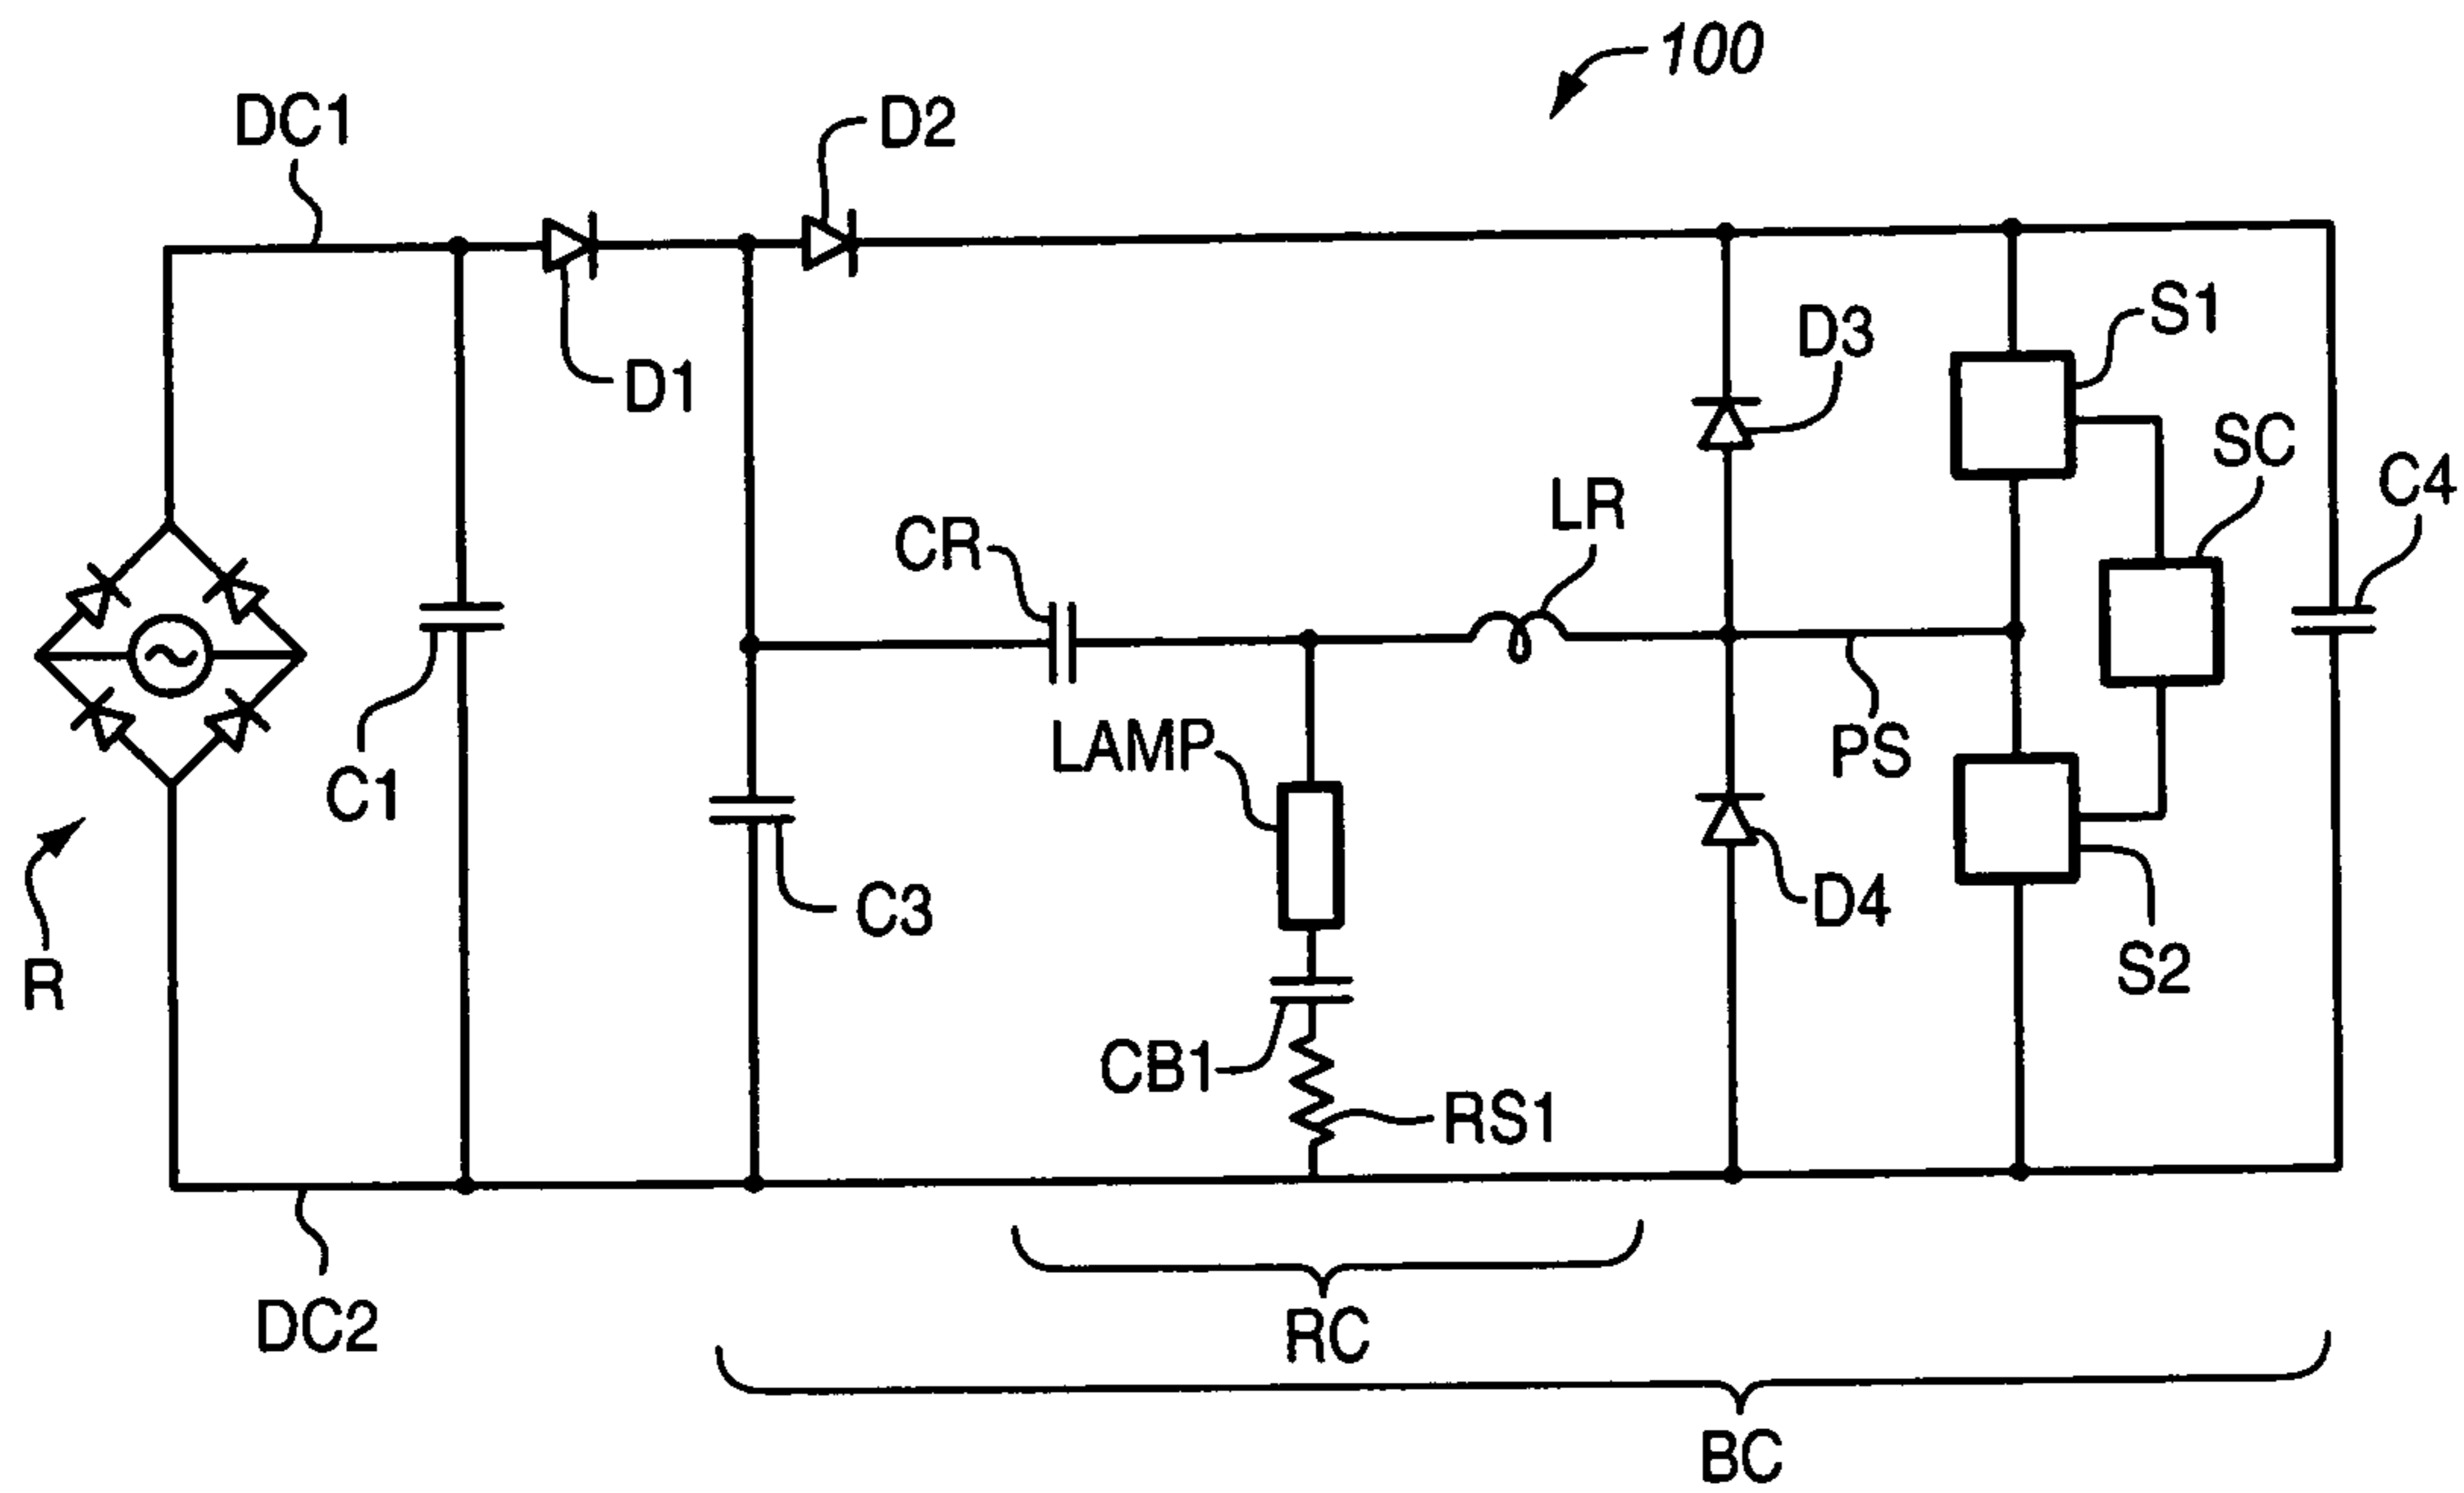 100
DC1
D2
D1
D3
S1
SC
C4
LR
CR
LAMP
PS
C1
C3
D4
S2
R
CB1
RS1
DC2
RC
BC